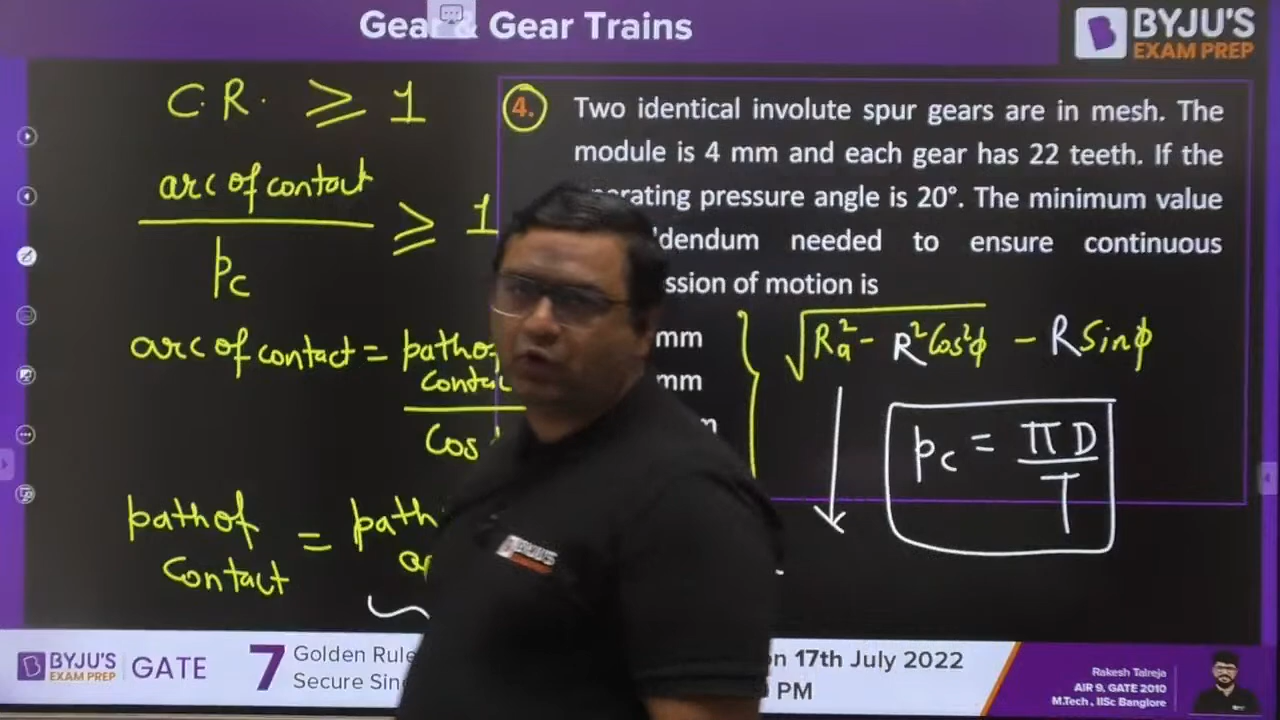 Gear & Gear Trains
BYJU'S
EXAM PREP
C.R. ≥ 1
arc of contact
≥ 1
pc
arc of contact = path of
contact
cos
path of
contact
= path
4. Two identical involute spur gears are in mesh. The
module is 4 mm and each gear has 22 teeth. If the
erating pressure angle is 20°. The minimum value
dendum needed to ensure continuous
ssion of motion is
mm
mm
√Ra² - R²Cos²ϕ - RSinϕ
pc = πD
T
BYJU'S
EXAM PREP
GATE
7 Golden Rule
Secure Sin
n 17th July 2022
PM
Rakesh Talreja
AIR 9, GATE 2010
M.Tech , IISc Banglore
BYJU'S